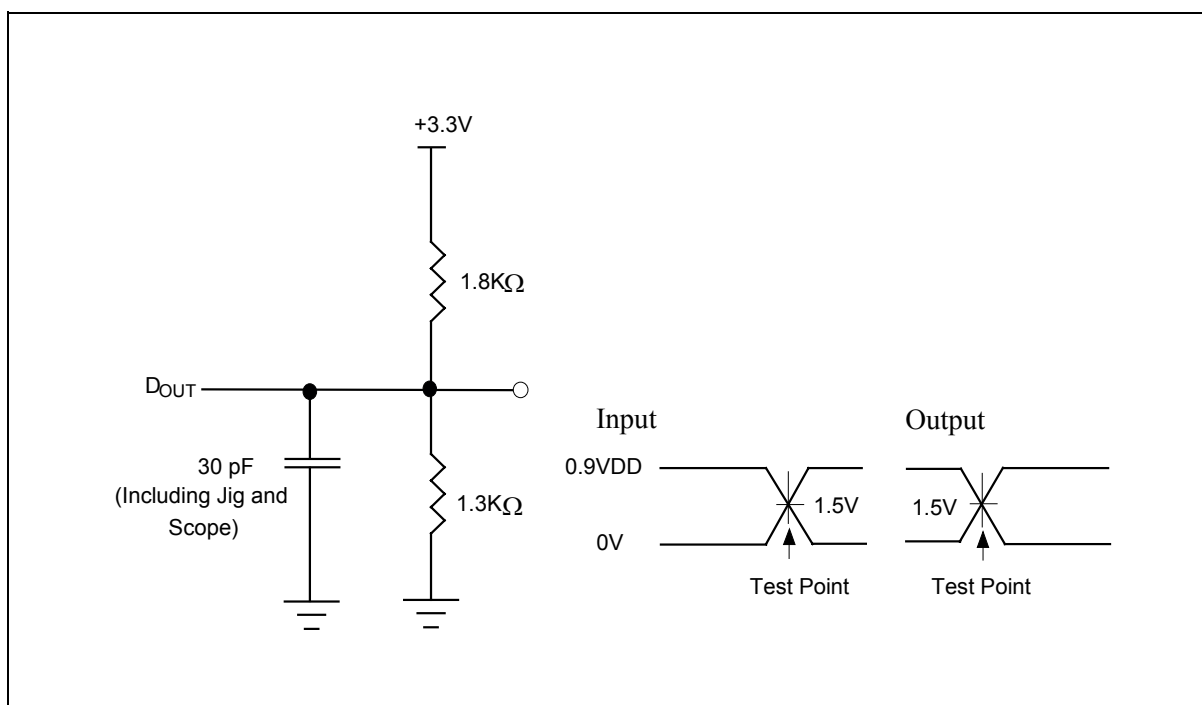 +3.3V
1.8KΩ
DOUT
30 pF
(Including Jig and
Scope)
1.3KΩ
Input
Output
0.9VDD
1.5V
1.5V
0V
Test Point
Test Point